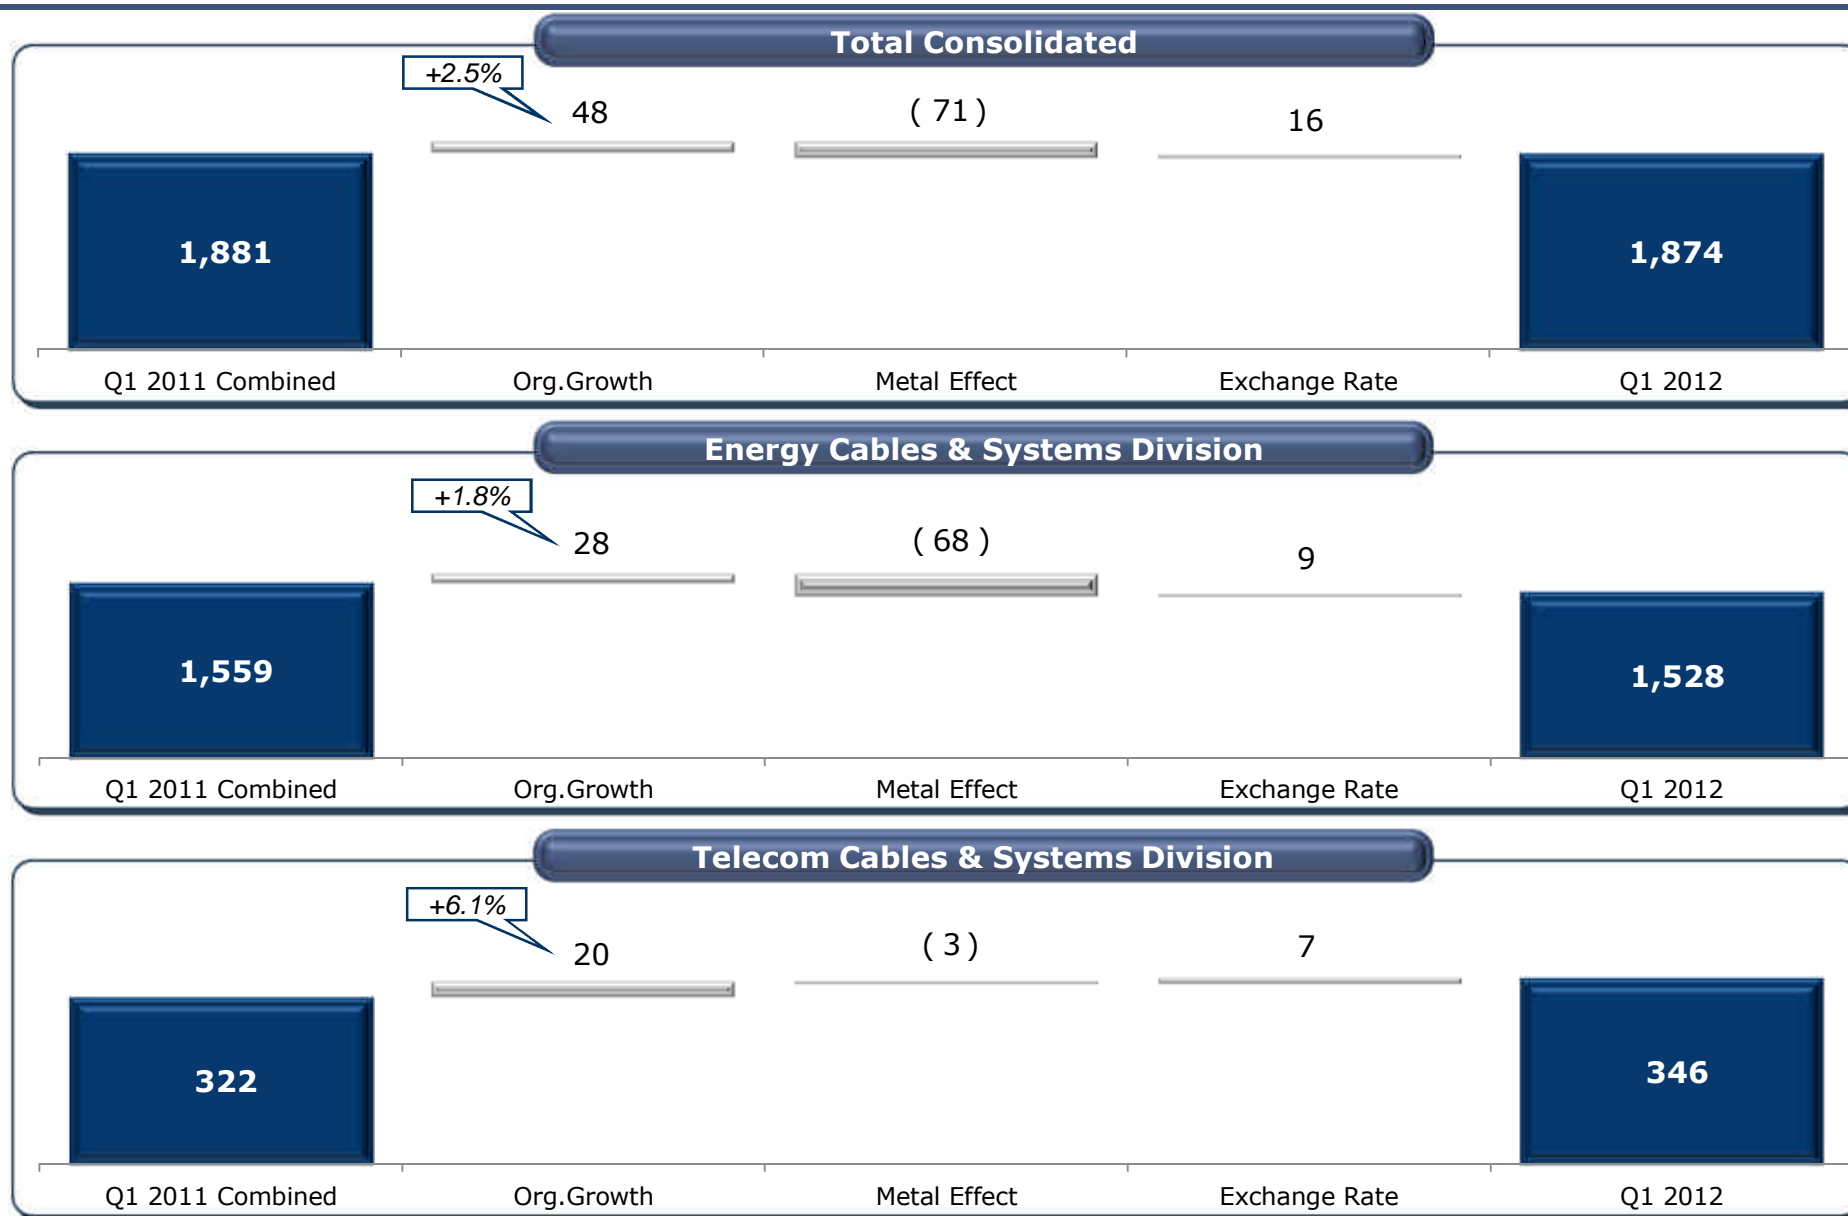 Total Consolidated
+2.5%
48
( 71 )
16
1,881
1,874
Q1 2011 Combined
Org.Growth
Metal Effect
Exchange Rate
Q1 2012
Energy Cables & Systems Division
+1.8%
28
( 68 )
9
1,559
1,528
Q1 2011 Combined
Org.Growth
Metal Effect
Exchange Rate
Q1 2012
Telecom Cables & Systems Division
+6.1%
20
( 3 )
7
322
346
Q1 2011 Combined
Org.Growth
Metal Effect
Exchange Rate
Q1 2012